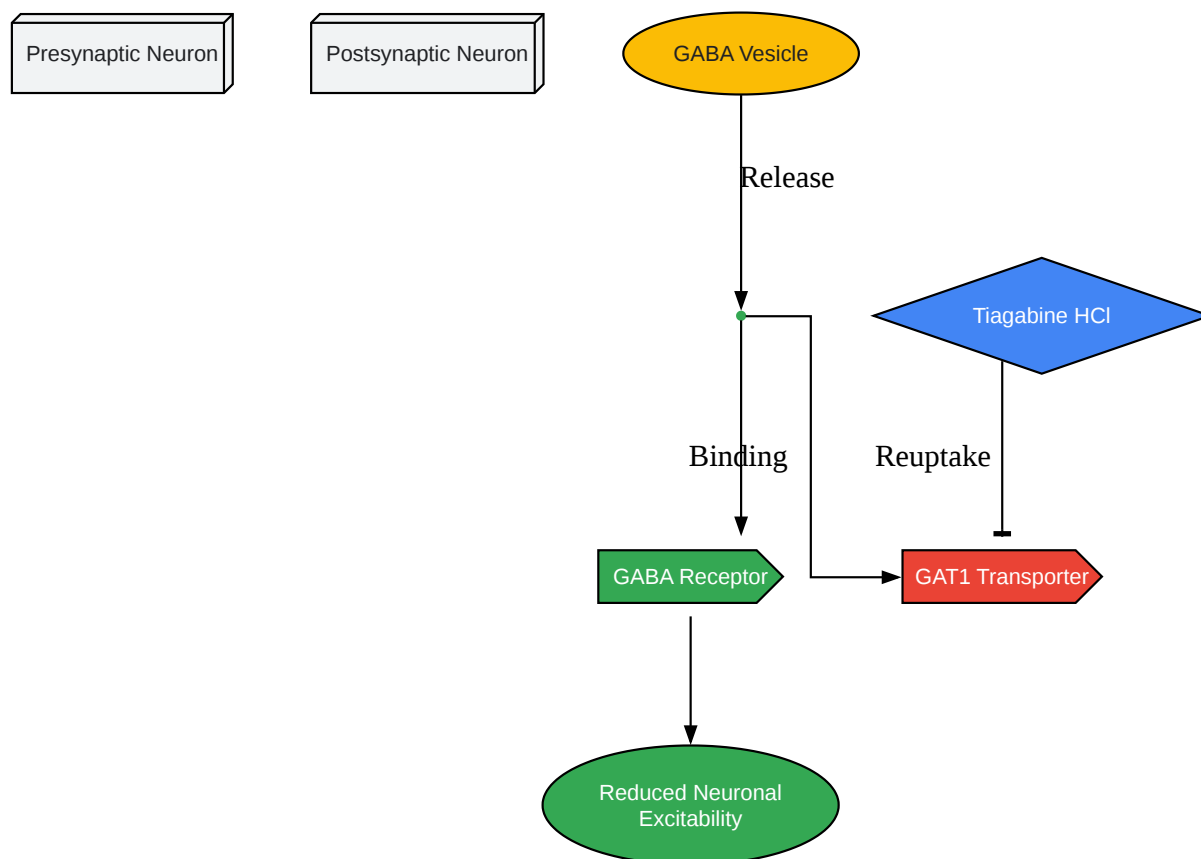 Presynaptic Neuron
Postsynaptic Neuron
GABA Vesicle
Release
Tiagabine HCl
Binding
Reuptake
GABA Receptor
GAT1 Transporter
Reduced Neuronal
Excitability